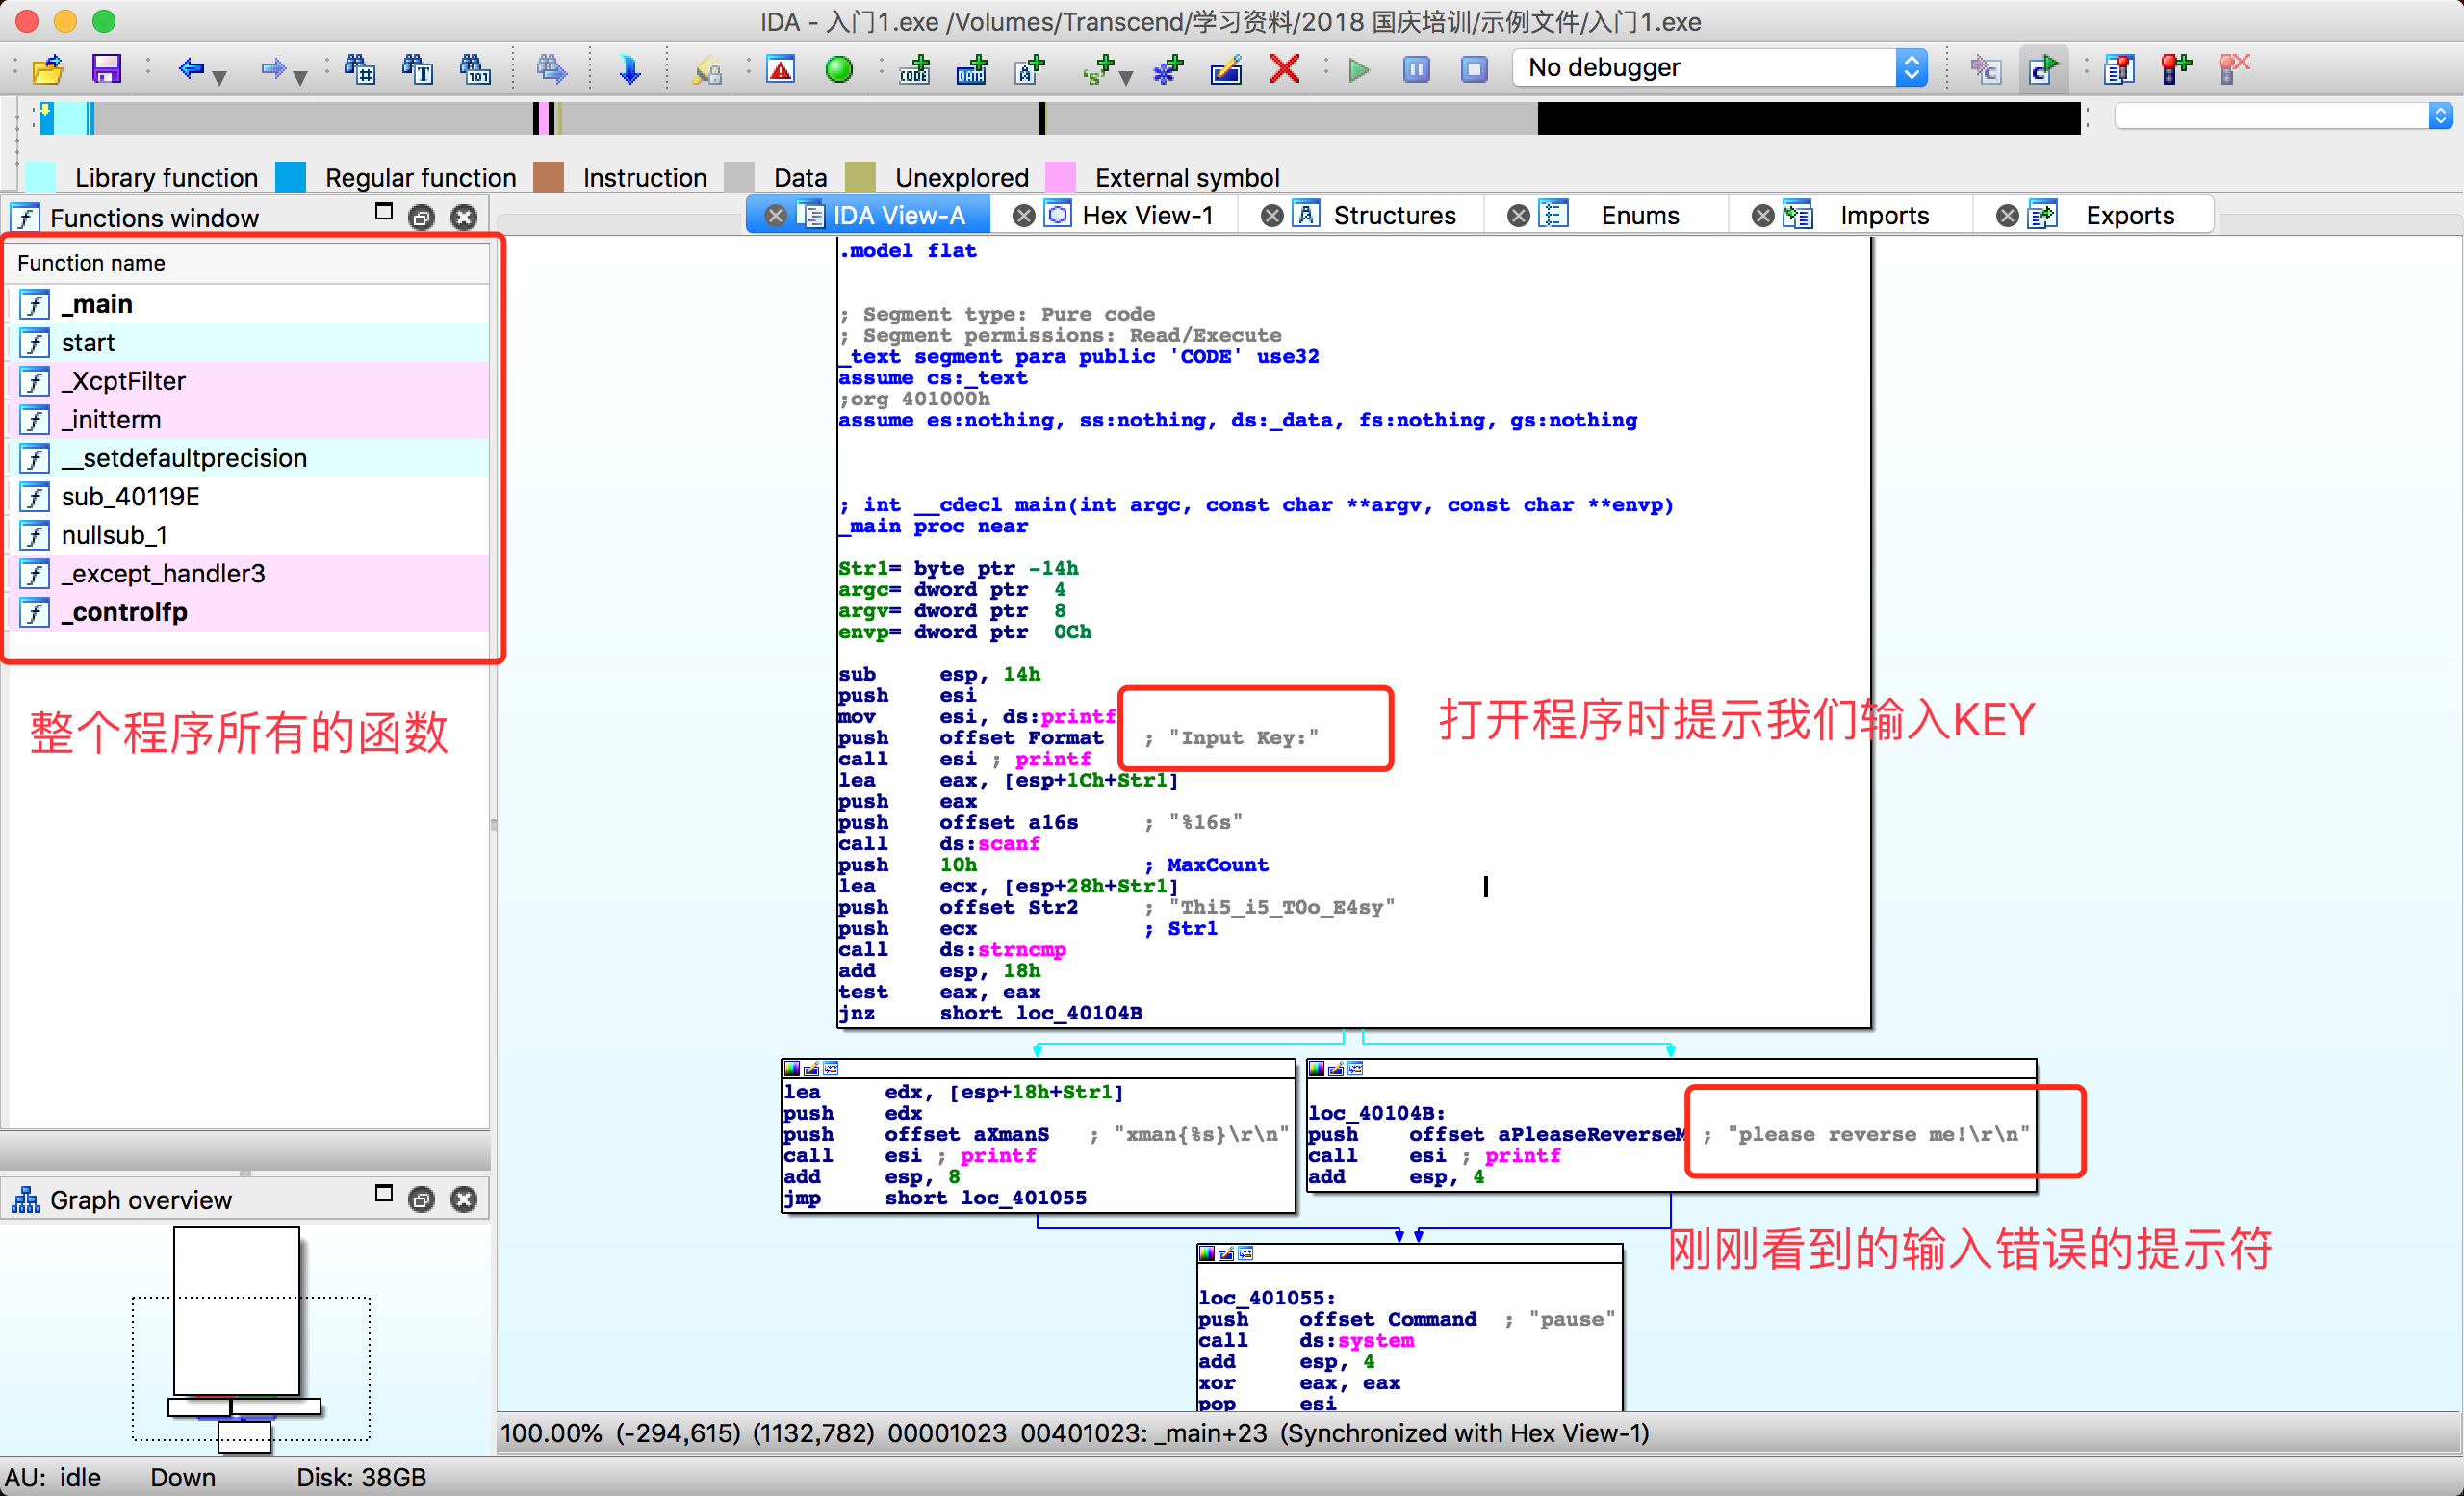 IDA - 入门1.exe /Volumes/Transcend/学习资料/2018 国庆培训/示例文件/入门1.exe
No debugger
Library function Regular function Instruction Data Unexplored External symbol
Functions window
IDA View-A Hex View-1 Structures Enums Imports Exports
Function name
_main
start
_XcptFilter
_initterm
__setdefaultprecision
sub_40119E
nullsub_1
_except_handler3
_controlfp
整个程序所有的函数
.model flat
; Segment type: Pure code
; Segment permissions: Read/Execute
_text segment para public 'CODE' use32
assume cs:_text
;org 401000h
assume es:nothing, ss:nothing, ds:_data, fs:nothing, gs:nothing
; int __cdecl main(int argc, const char **argv, const char **envp)
_main proc near
Str1= byte ptr -14h
argc= dword ptr  4
argv= dword ptr  8
envp= dword ptr  0Ch
sub esp, 14h
push esi
mov esi, ds:printf
push offset Format ; "Input Key:"
call esi ; printf
lea eax, [esp+1Ch+Str1]
push eax
push offset a16s ; "%16s"
call ds:scanf
push 10h ; MaxCount
lea ecx, [esp+28h+Str1]
push offset Str2 ; "Thi5_i5_T0o_E4sy"
push ecx ; Str1
call ds:strncmp
add esp, 18h
test eax, eax
jnz short loc_40104B
打开程序时提示我们输入KEY
lea edx, [esp+18h+Str1]
push edx
push offset aXmanS ; "xman{%s}\r\n"
call esi ; printf
add esp, 8
jmp short loc_401055
loc_40104B:
push offset aPleaseReverseM ; "please reverse me!\r\n"
call esi ; printf
add esp, 4
刚刚看到的输入错误的提示符
loc_401055:
push offset Command ; "pause"
call ds:system
add esp, 4
xor eax, eax
pop esi
Graph overview
100.00% (-294,615) (1132,782) 00001023 00401023: _main+23 (Synchronized with Hex View-1)
AU: idle Down Disk: 38GB